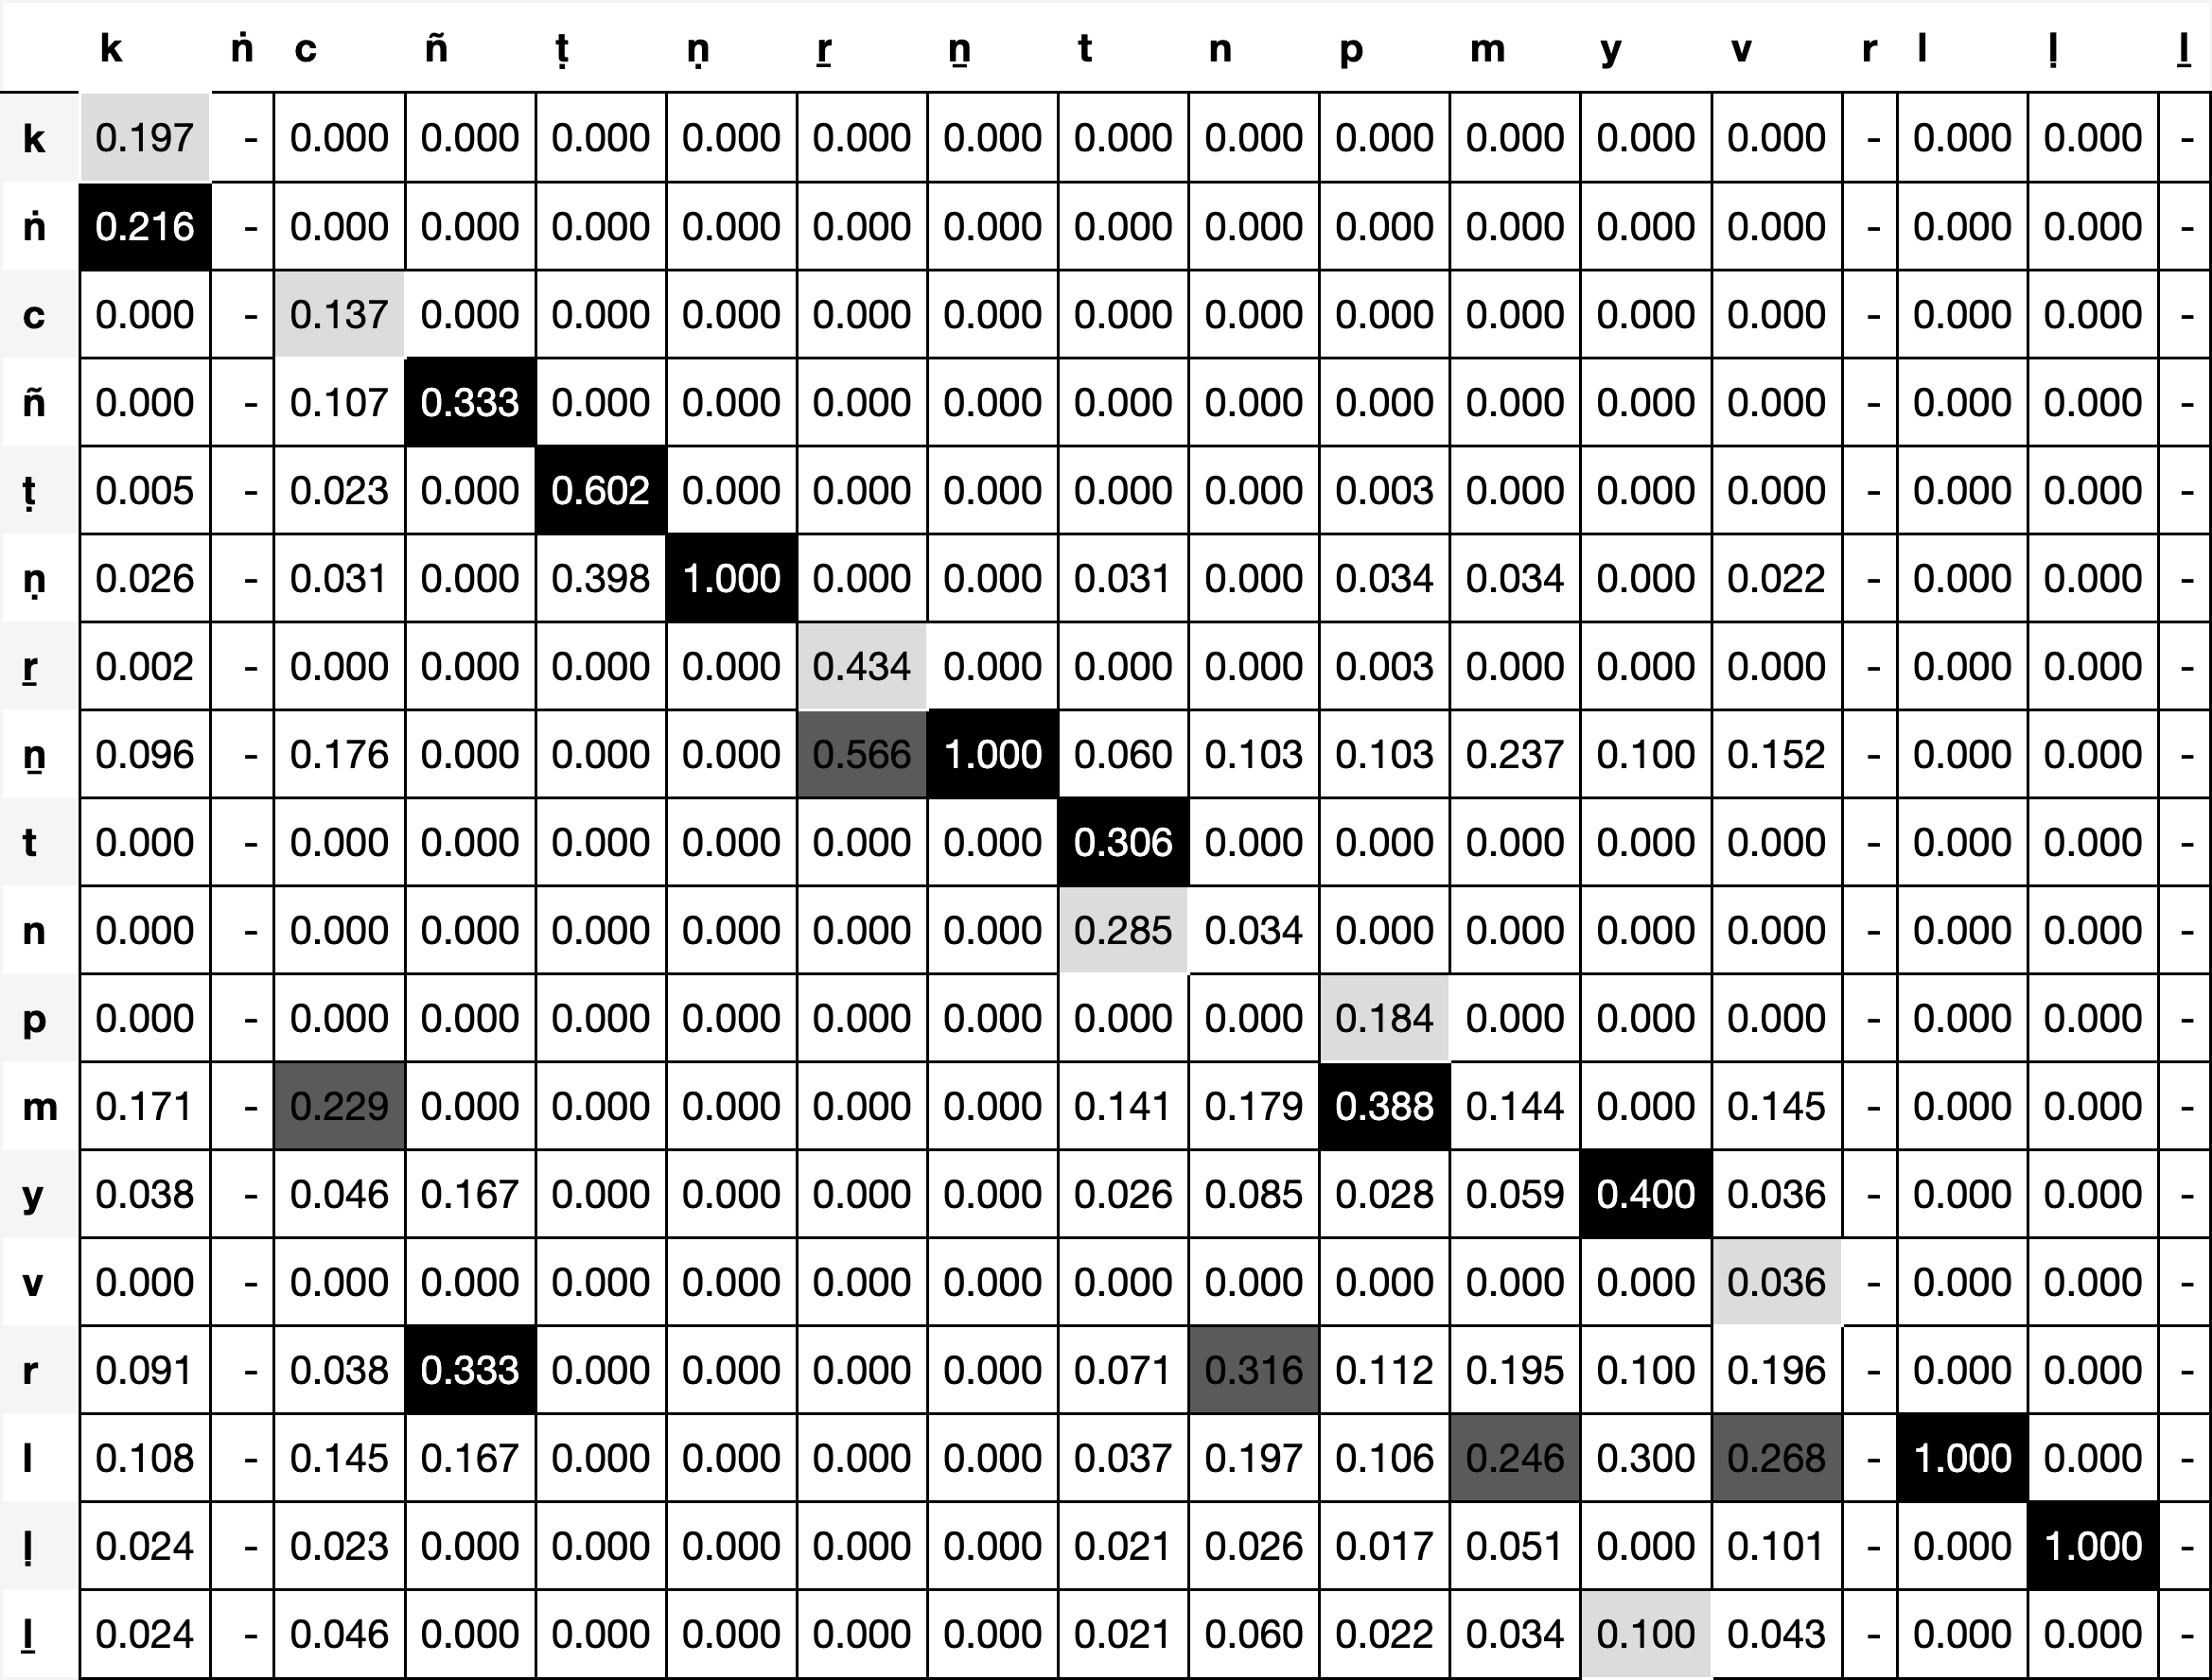 k ṅ c ñ ṭ ṇ ṟ ṉ t n p m y v r l ḷ ḻ
k 0.197 - 0.000 0.000 0.000 0.000 0.000 0.000 0.000 0.000 0.000 0.000 0.000 0.000 - 0.000 0.000 -
ṅ 0.216 - 0.000 0.000 0.000 0.000 0.000 0.000 0.000 0.000 0.000 0.000 0.000 0.000 - 0.000 0.000 -
c 0.000 - 0.137 0.000 0.000 0.000 0.000 0.000 0.000 0.000 0.000 0.000 0.000 0.000 - 0.000 0.000 -
ñ 0.000 - 0.107 0.333 0.000 0.000 0.000 0.000 0.000 0.000 0.000 0.000 0.000 0.000 - 0.000 0.000 -
ṭ 0.005 - 0.023 0.000 0.602 0.000 0.000 0.000 0.000 0.000 0.003 0.000 0.000 0.000 - 0.000 0.000 -
ṇ 0.026 - 0.031 0.000 0.398 1.000 0.000 0.000 0.031 0.000 0.034 0.034 0.000 0.022 - 0.000 0.000 -
ṟ 0.002 - 0.000 0.000 0.000 0.000 0.434 0.000 0.000 0.000 0.003 0.000 0.000 0.000 - 0.000 0.000 -
ṉ 0.096 - 0.176 0.000 0.000 0.000 0.566 1.000 0.060 0.103 0.103 0.237 0.100 0.152 - 0.000 0.000 -
t 0.000 - 0.000 0.000 0.000 0.000 0.000 0.000 0.306 0.000 0.000 0.000 0.000 0.000 - 0.000 0.000 -
n 0.000 - 0.000 0.000 0.000 0.000 0.000 0.000 0.285 0.034 0.000 0.000 0.000 0.000 - 0.000 0.000 -
p 0.000 - 0.000 0.000 0.000 0.000 0.000 0.000 0.000 0.000 0.184 0.000 0.000 0.000 - 0.000 0.000 -
m 0.171 - 0.229 0.000 0.000 0.000 0.000 0.000 0.141 0.179 0.388 0.144 0.000 0.145 - 0.000 0.000 -
y 0.038 - 0.046 0.167 0.000 0.000 0.000 0.000 0.026 0.085 0.028 0.059 0.400 0.036 - 0.000 0.000 -
v 0.000 - 0.000 0.000 0.000 0.000 0.000 0.000 0.000 0.000 0.000 0.000 0.000 0.036 - 0.000 0.000 -
r 0.091 - 0.038 0.333 0.000 0.000 0.000 0.000 0.071 0.316 0.112 0.195 0.100 0.196 - 0.000 0.000 -
l 0.108 - 0.145 0.167 0.000 0.000 0.000 0.000 0.037 0.197 0.106 0.246 0.300 0.268 - 1.000 0.000 -
ḷ 0.024 - 0.023 0.000 0.000 0.000 0.000 0.000 0.021 0.026 0.017 0.051 0.000 0.101 - 0.000 1.000 -
ḻ 0.024 - 0.046 0.000 0.000 0.000 0.000 0.000 0.021 0.060 0.022 0.034 0.100 0.043 - 0.000 0.000 -